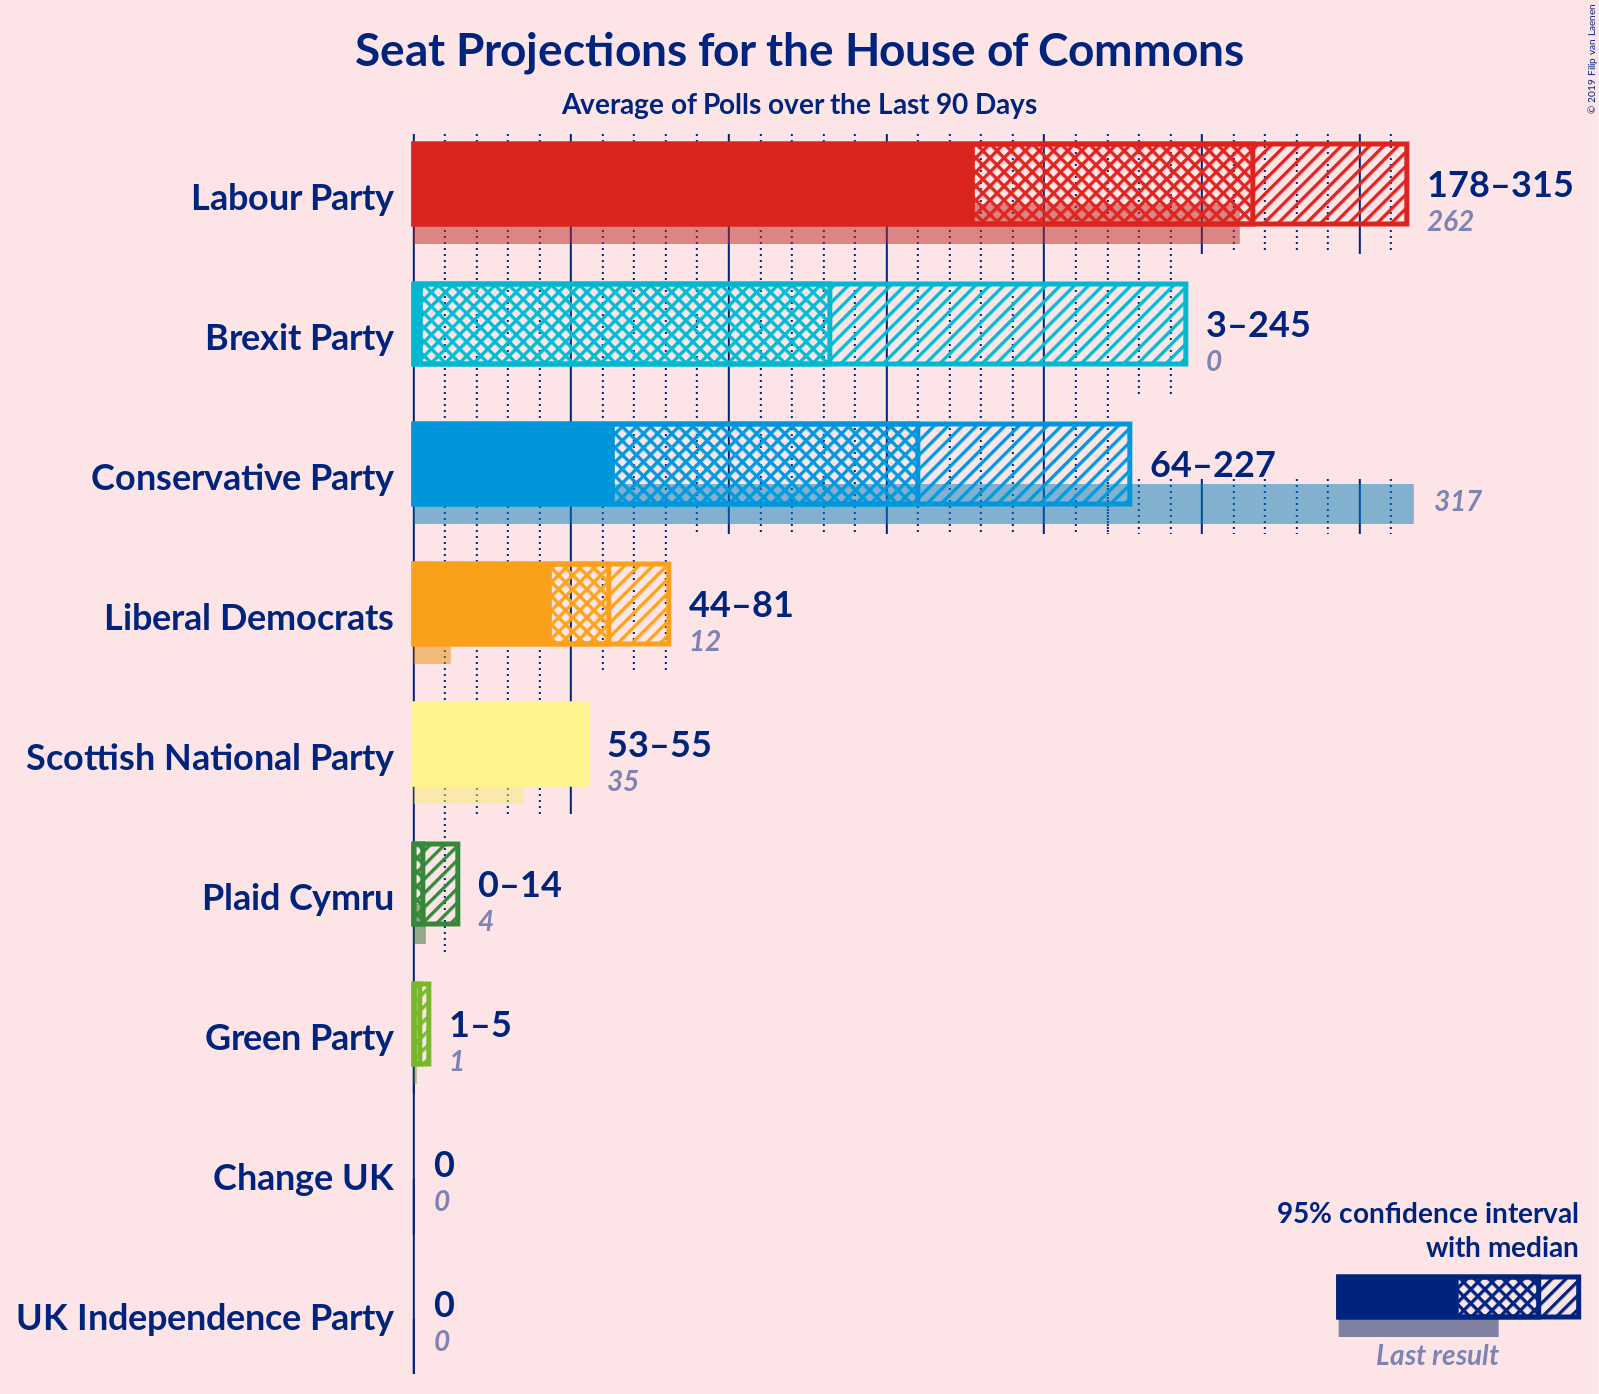 © 2019 Filip van Laenen
Seat Projections for the House of Commons
Average of Polls over the Last 90 Days
Labour Party
178–315
262
Brexit Party
3–245
0
Conservative Party
64–227
317
Liberal Democrats
44–81
12
Scottish National Party
53–55
35
Plaid Cymru
0–14
4
Green Party
1–5
1
Change UK
0
0
UK Independence Party
0
0
95% confidence interval
with median
Last result